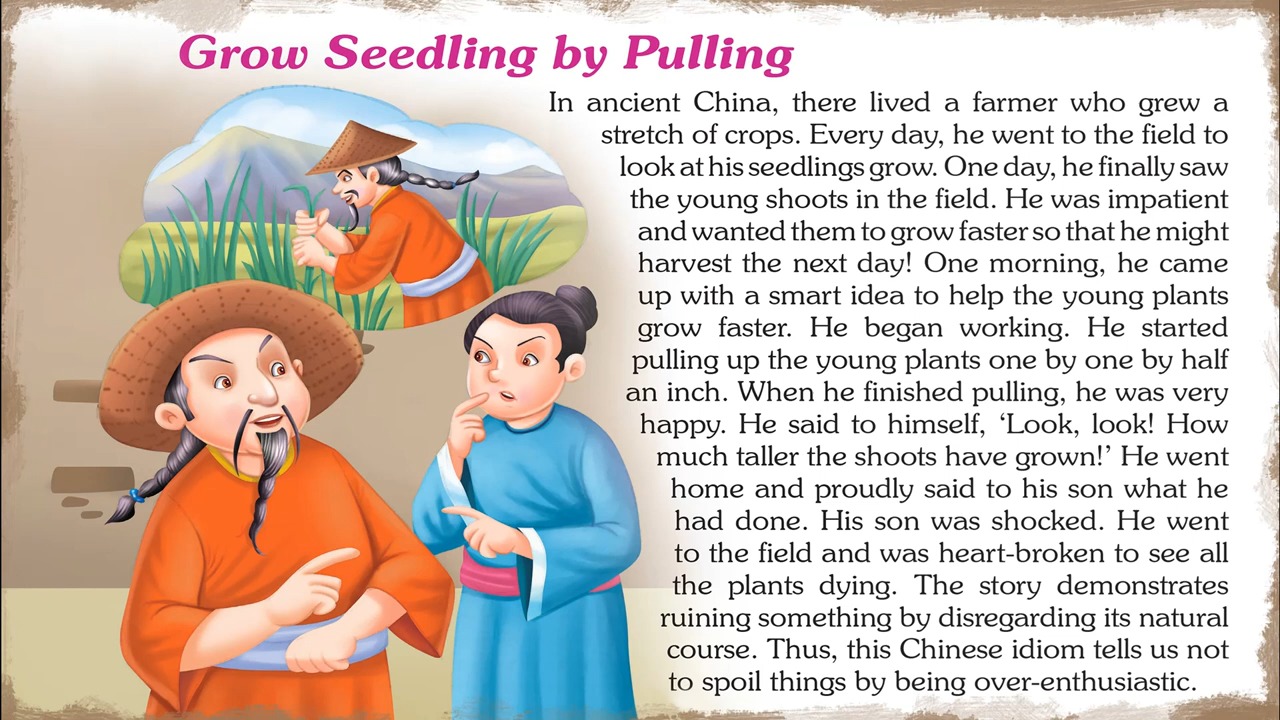 Grow Seedling by Pulling
In ancient China, there lived a farmer who grew a
stretch of crops. Every day, he went to the field to
look at his seedlings grow. One day, he finally saw
the young shoots in the field. He was impatient
and wanted them to grow faster so that he might
harvest the next day! One morning, he came
up with a smart idea to help the young plants
grow faster. He began working. He started
pulling up the young plants one by one by half
an inch. When he finished pulling, he was very
happy. He said to himself, ‘Look, look! How
much taller the shoots have grown!’ He went
home and proudly said to his son what he
had done. His son was shocked. He went
to the field and was heart-broken to see all
the plants dying. The story demonstrates
ruining something by disregarding its natural
course. Thus, this Chinese idiom tells us not
to spoil things by being over-enthusiastic.